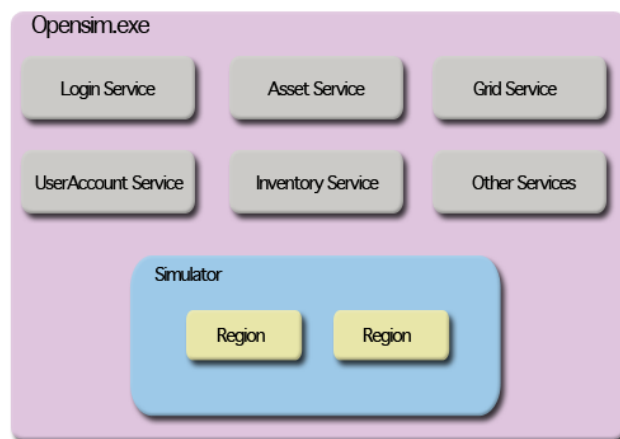 Opensim.exe
Login Service
Asset Service
Grid Service
UserAccount Service
Inventory Service
Other Services
Simulator
Region
Region